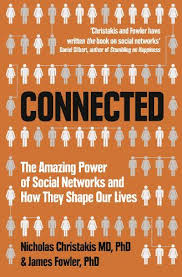 'Christakis and Fowler have
written the book on social networks'
Daniel Gilbert, author of Stumbling on Happiness
CONNECTED
The Amazing Power
of Social Networks and
How They Shape Our Lives
Nicholas Christakis MD, PhD
& James Fowler, PhD